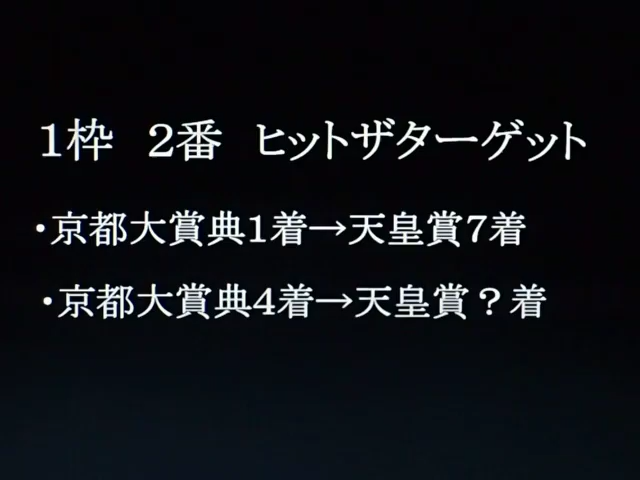 1枠　2番　ヒットザターゲット
・京都大賞典1着→天皇賞7着
・京都大賞典4着→天皇賞？着